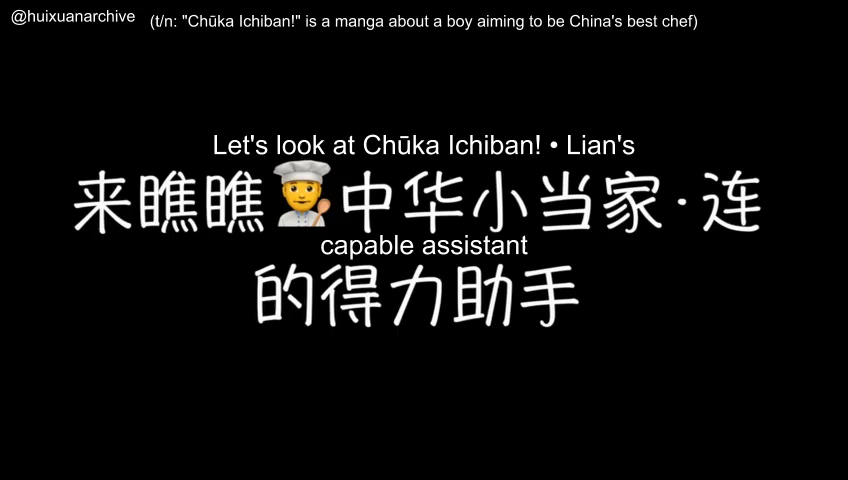 @huixuanarchive
(t/n: "Chūka Ichiban!" is a manga about a boy aiming to be China's best chef)
Let's look at Chūka Ichiban! • Lian's
来瞧瞧👨‍🍳中华小当家·连
capable assistant
的得力助手